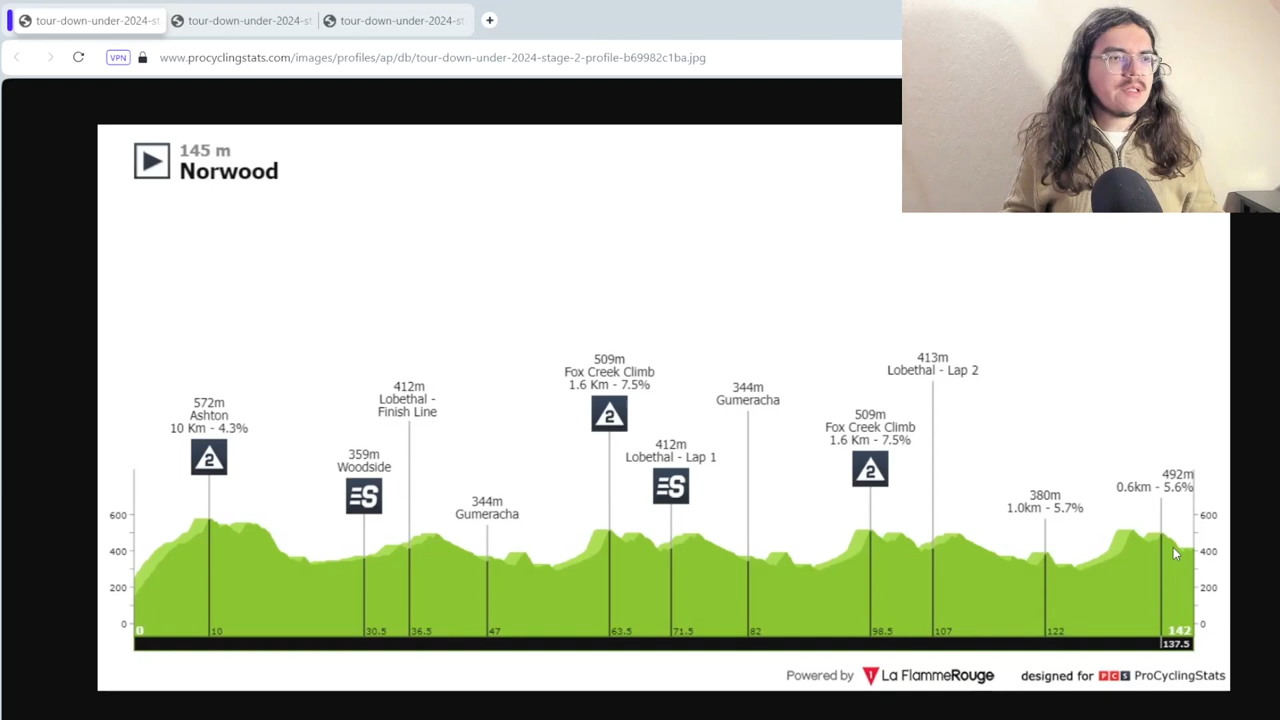 tour-down-under-2024-st
tour-down-under-2024-st
tour-down-under-2024-st
VPN
www.procyclingstats.com/images/profiles/ap/db/tour-down-under-2024-stage-2-profile-b69982c1ba.jpg
145 m
Norwood
572m
Ashton
10 Km - 4.3%
2
359m
Woodside
S
412m
Lobethal -
Finish Line
344m
Gumeracha
509m
Fox Creek Climb
1.6 Km - 7.5%
2
412m
Lobethal - Lap 1
S
344m
Gumeracha
509m
Fox Creek Climb
1.6 Km - 7.5%
2
413m
Lobethal - Lap 2
380m
1.0km - 5.7%
492m
0.6km - 5.6%
600
400
200
0
600
400
200
0
0
10
30.5
36.5
47
63.5
71.5
82
98.5
107
122
142
137.5
Powered by
La FlammeRouge
designed for
PCS ProCyclingStats